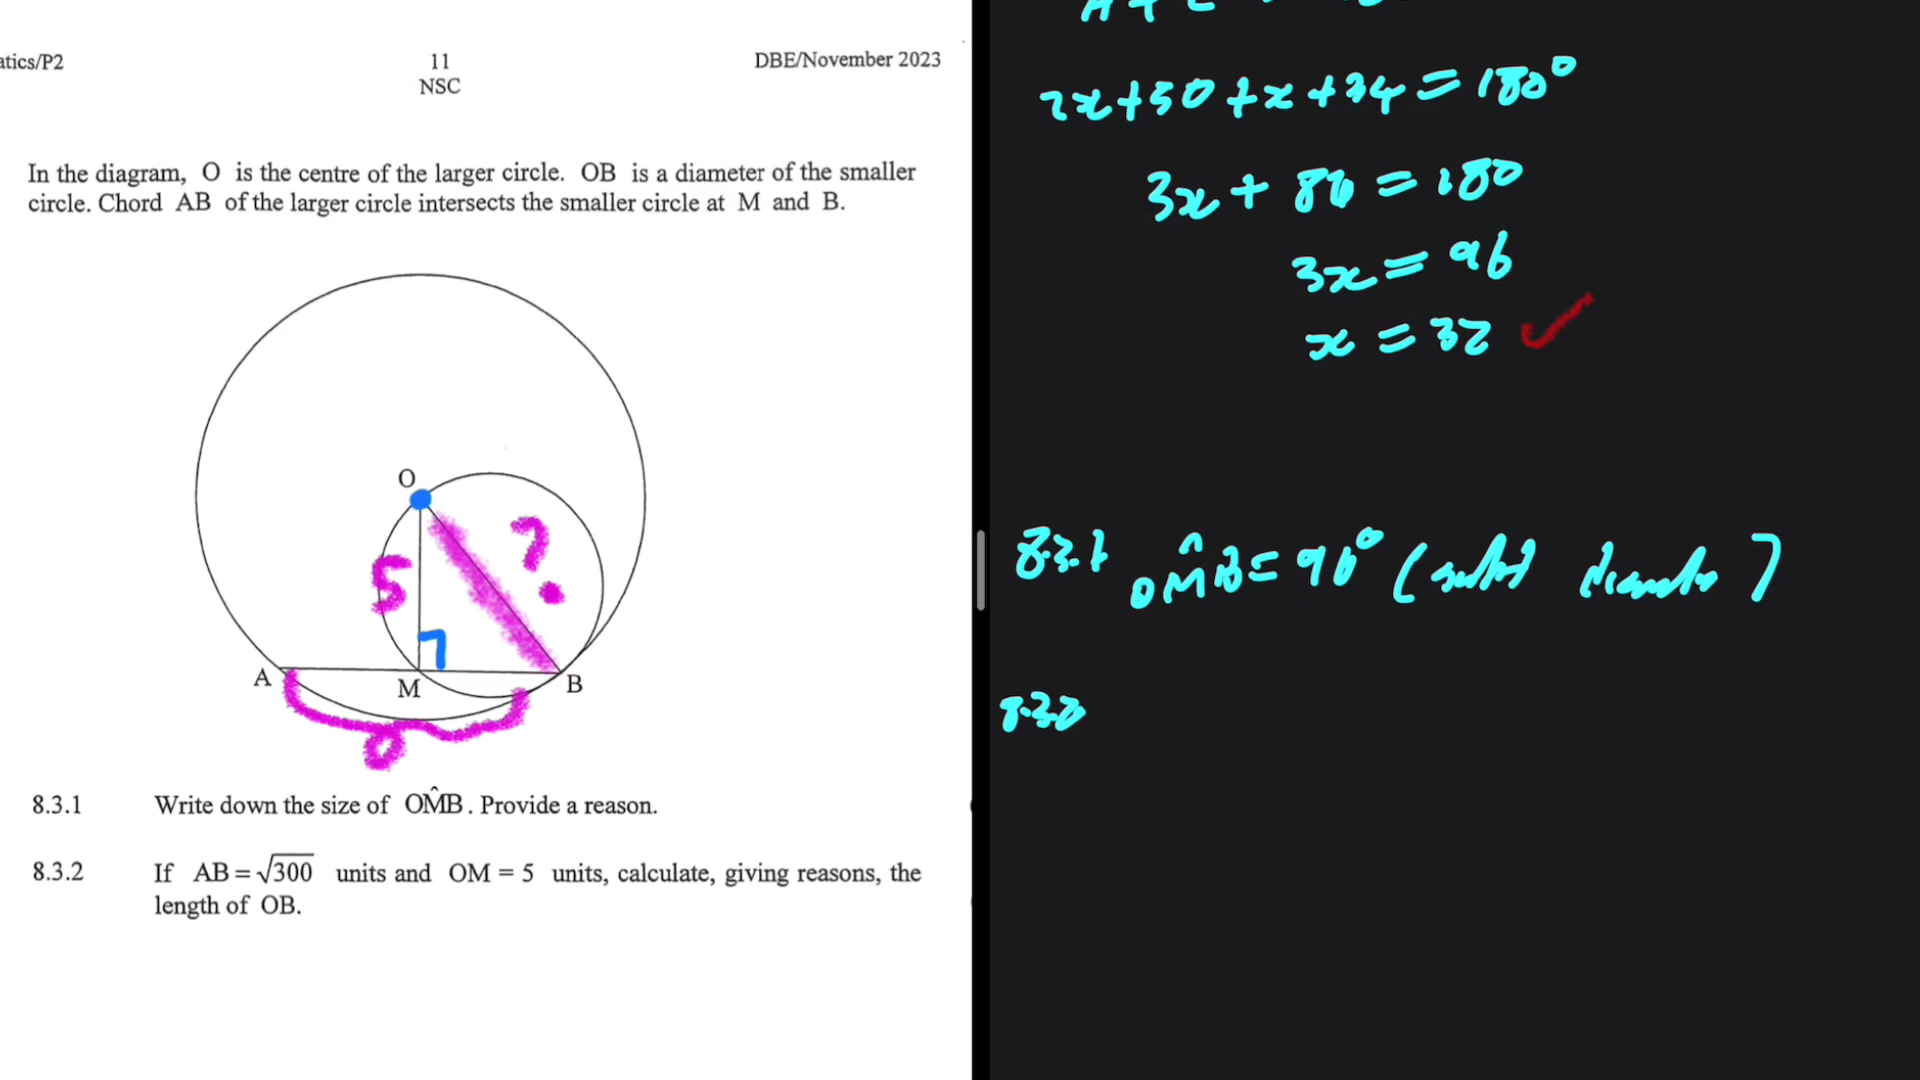 atics/P2 11 DBE/November 2023
NSC
In the diagram, O is the centre of the larger circle. OB is a diameter of the smaller
circle. Chord AB of the larger circle intersects the smaller circle at M and B.
O
?
5
A
M
B
8.3.1 Write down the size of OM̂B. Provide a reason.
8.3.2 If AB = √300 units and OM = 5 units, calculate, giving reasons, the
length of OB.
2x+50+x+34=180°
3x+84=180
3x=96
x=32
8.3.1 OM̂B=90° (
8.3.2